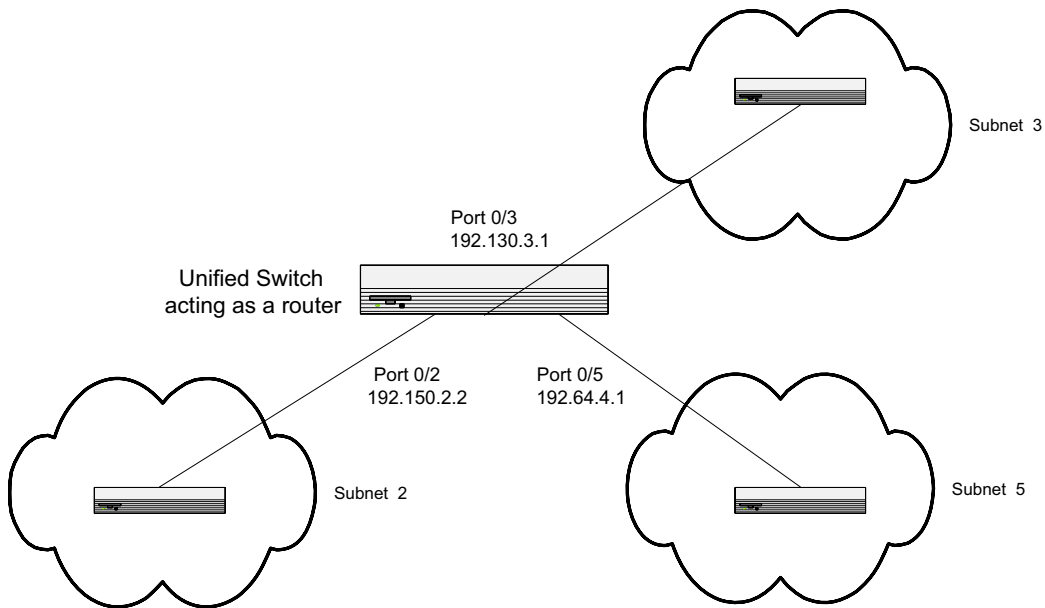 Subnet 3
Port 0/3
192.130.3.1
Unified Switch
acting as a router
Port 0/2
192.150.2.2
Port 0/5
192.64.4.1
Subnet 2
Subnet 5